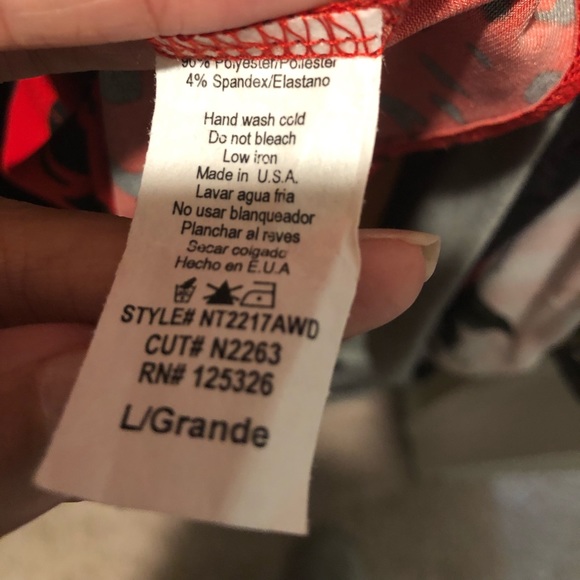 96% Polyester/Poliester
4% Spandex/Elastano
Hand wash cold
Do not bleach
Low iron
Made in U.S.A.
Lavar agua fria
No usar blanqueador
Planchar al reves
Secar colgado
Hecho en E.U.A
STYLE# NT2217AWD
CUT# N2263
RN# 125326
L/Grande